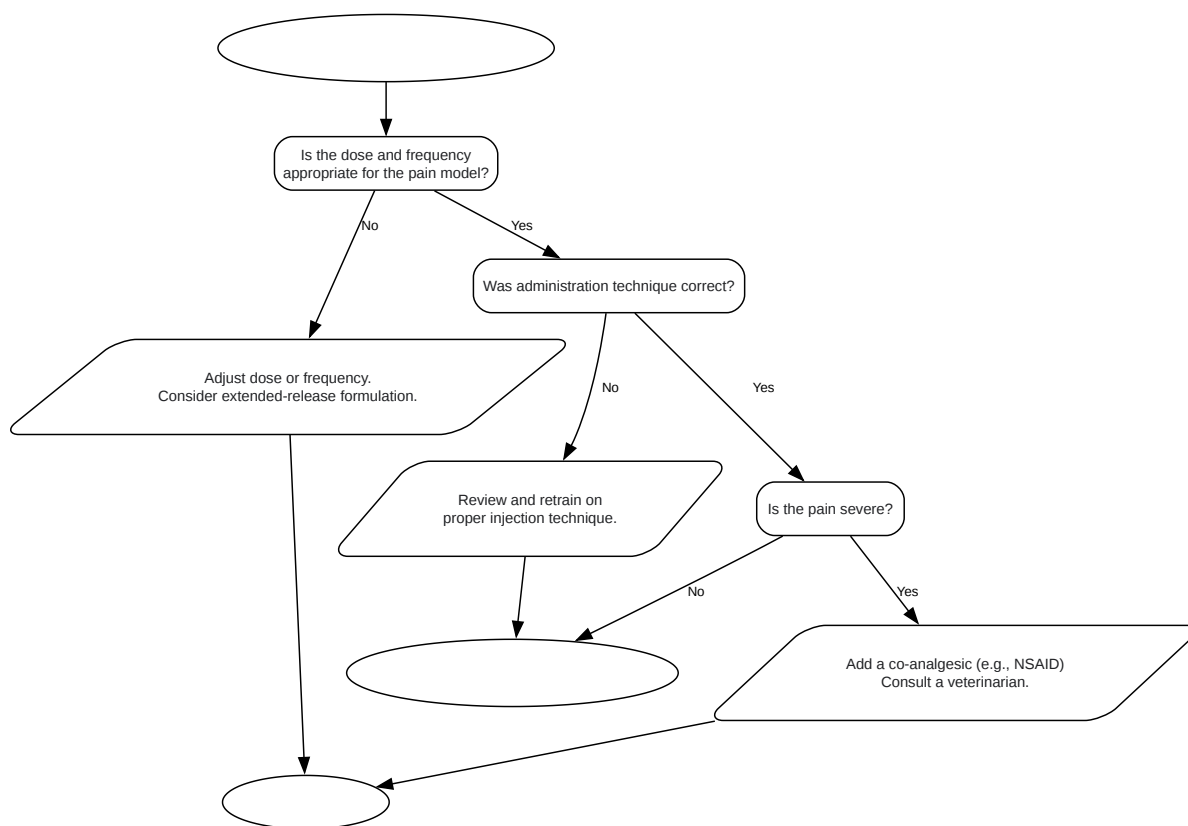 Is the dose and frequency
appropriate for the pain model?
No
Yes
Was administration technique correct?
Adjust dose or frequency.
Consider extended-release formulation.
No
Yes
Review and retrain on
proper injection technique.
Is the pain severe?
No
Yes
Add a co-analgesic (e.g., NSAID)
Consult a veterinarian.